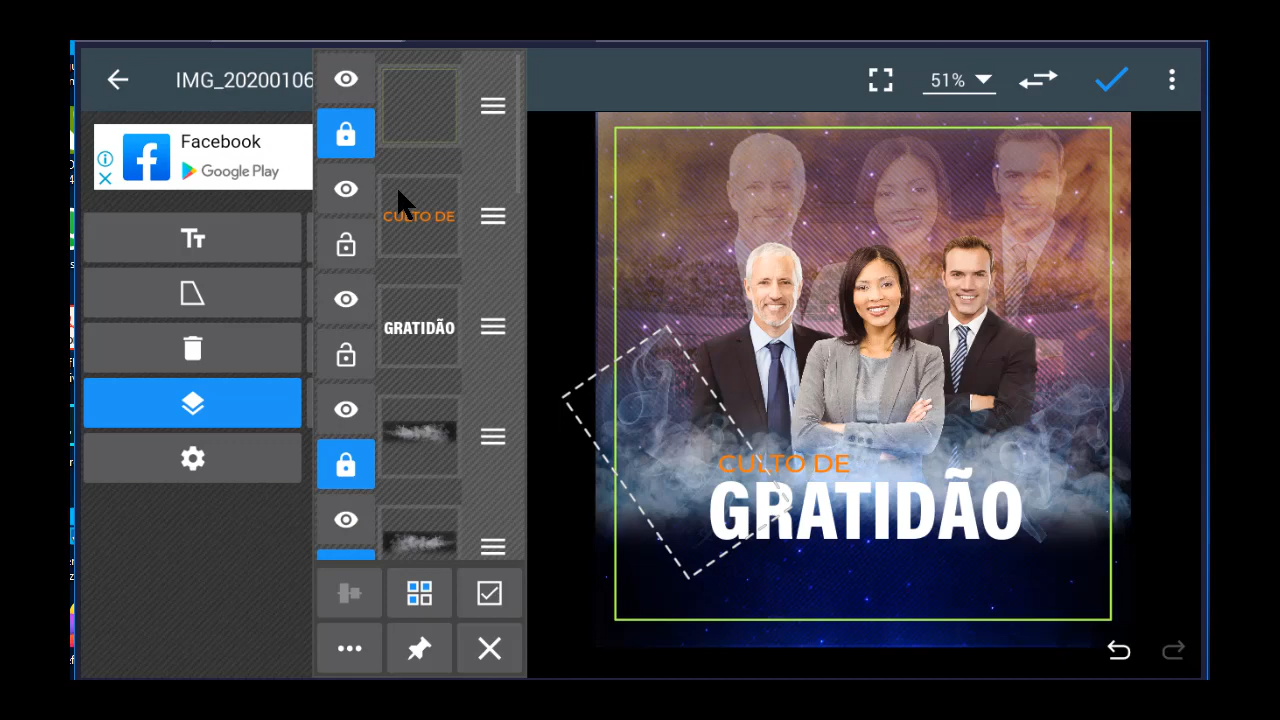 IMG_20200106
51%
Facebook
Google Play
CULTO DE
GRATIDÃO
CULTO DE
GRATIDÃO